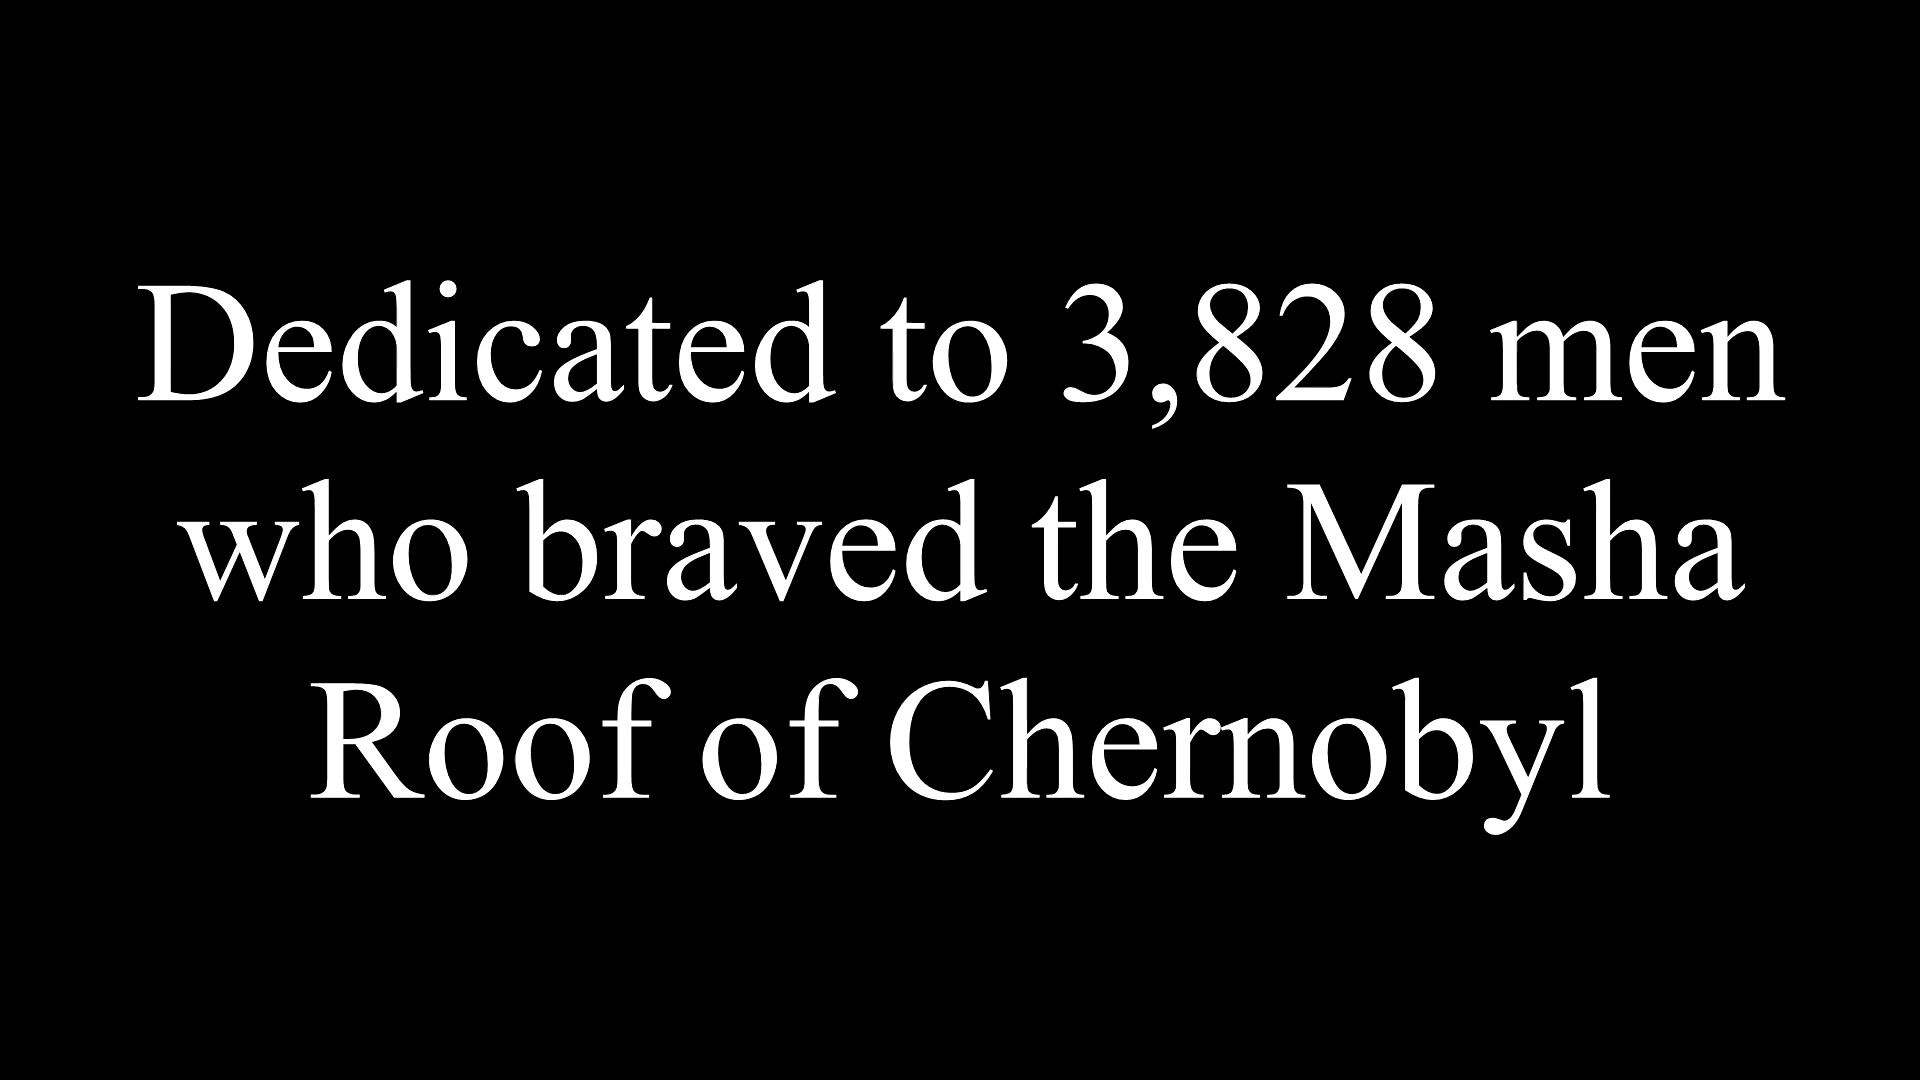 Dedicated to 3,828 men
who braved the Masha
Roof of Chernobyl